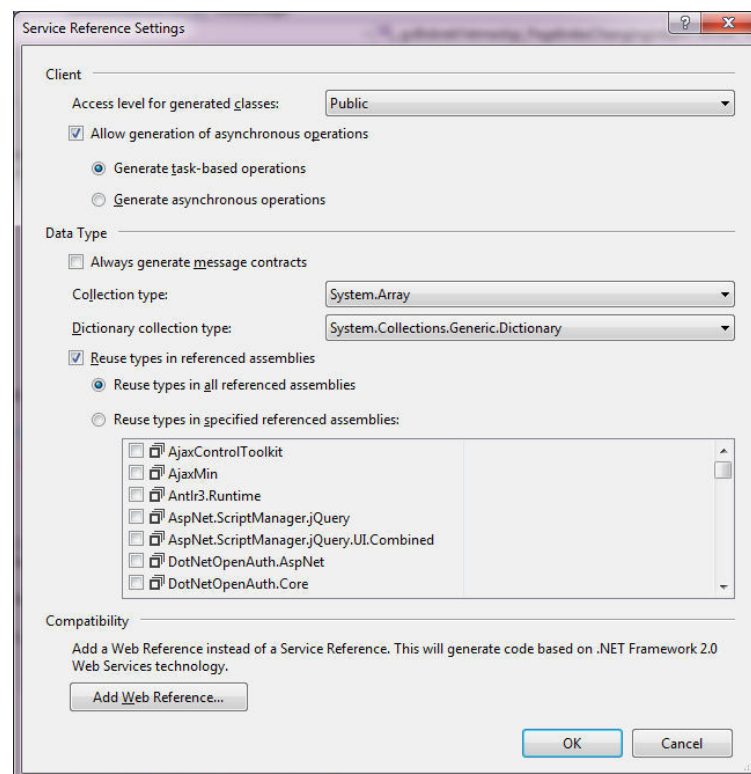 Service Reference Settings
Client
Access level for generated classes:
Public
Allow generation of asynchronous operations
Generate task-based operations
Generate asynchronous operations
Data Type
Always generate message contracts
Collection type:
System.Array
Dictionary collection type:
System.Collections.Generic.Dictionary
Reuse types in referenced assemblies
Reuse types in all referenced assemblies
Reuse types in specified referenced assemblies:
AjaxControlToolkit
AjaxMin
Antlr3.Runtime
AspNet.ScriptManager.jQuery
AspNet.ScriptManager.jQuery.UI.Combined
DotNetOpenAuth.AspNet
DotNetOpenAuth.Core
Compatibility
Add a Web Reference instead of a Service Reference. This will generate code based on .NET Framework 2.0
Web Services technology.
Add Web Reference...
OK
Cancel